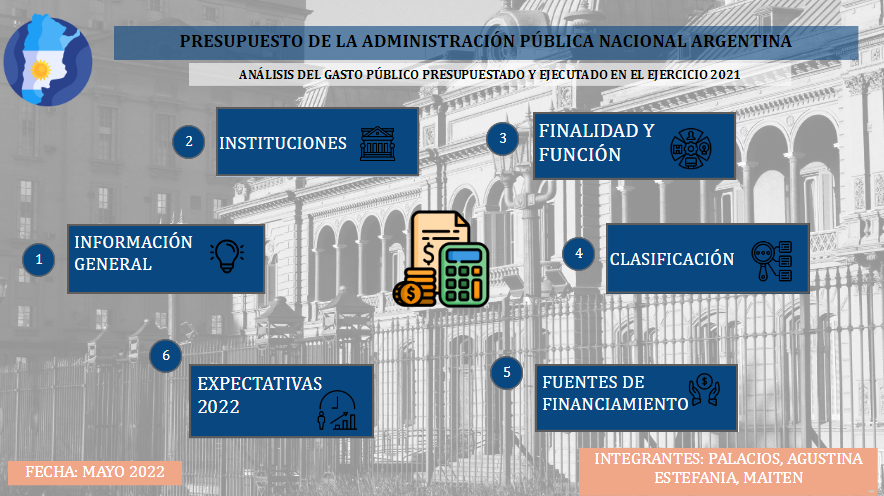 PRESUPUESTO DE LA ADMINISTRACIÓN PÚBLICA NACIONAL ARGENTINA
ANÁLISIS DEL GASTO PÚBLICO PRESUPUESTADO Y EJECUTADO EN EL EJERCICIO 2021
1
INFORMACIÓN
GENERAL
2
INSTITUCIONES
3
FINALIDAD Y
FUNCIÓN
4
CLASIFICACIÓN
5
FUENTES DE
FINANCIAMIENTO
6
EXPECTATIVAS
2022
FECHA: MAYO 2022
INTEGRANTES: PALACIOS, AGUSTINA
ESTEFANIA, MAITEN